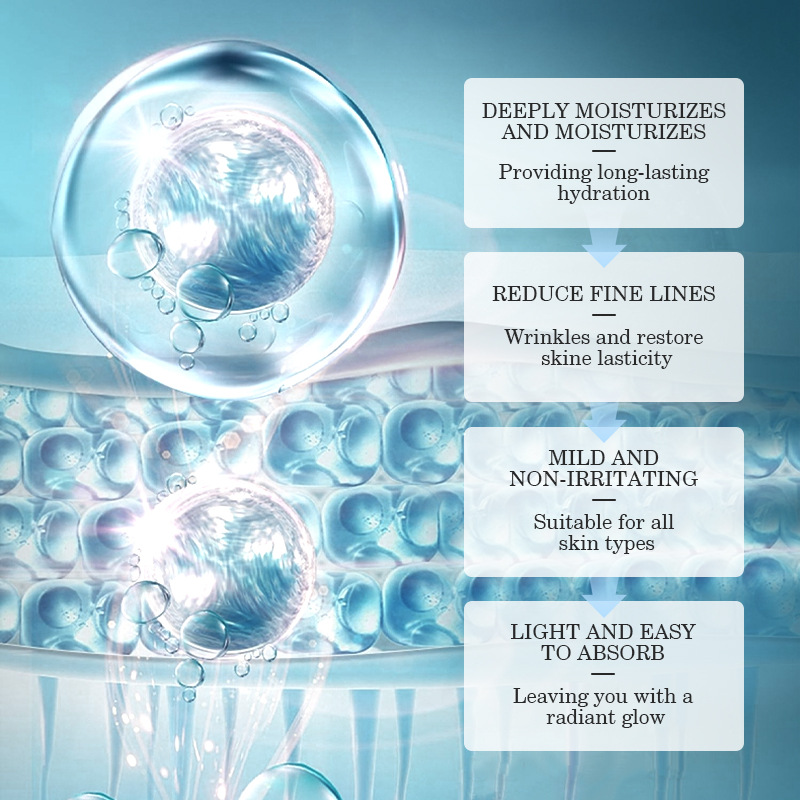 DEEPLY MOISTURIZES
AND MOISTURIZES
Providing long-lasting
hydration
REDUCE FINE LINES
Wrinkles and restore
skine lasticity
MILD AND
NON-IRRITATING
Suitable for all
skin types
LIGHT AND EASY
TO ABSORB
Leaving you with a
radiant glow